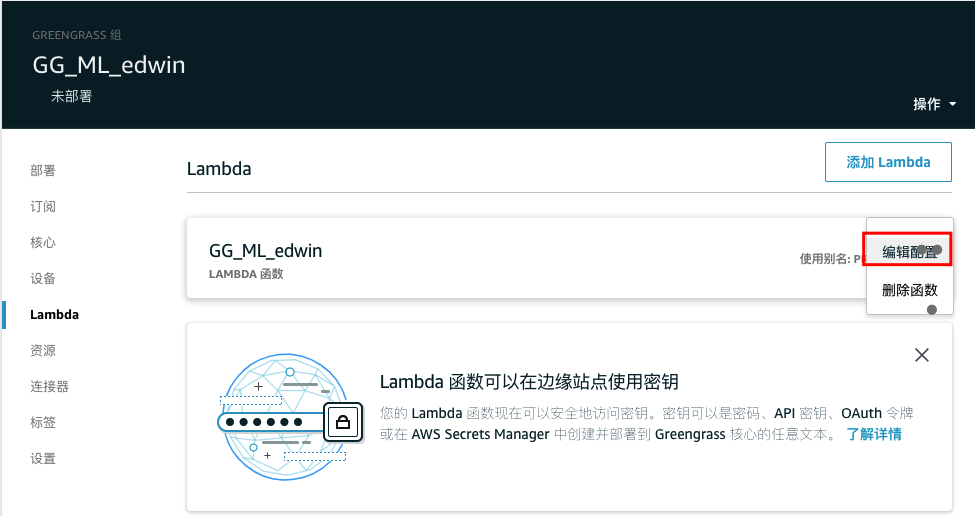 GREENGRASS 组
GG_ML_edwin
未部署
操作
部署
订阅
核心
设备
Lambda
资源
连接器
标签
设置
Lambda
添加 Lambda
GG_ML_edwin
LAMBDA 函数
使用别名:
编辑配置
删除函数
Lambda 函数可以在边缘站点使用密钥
您的 Lambda 函数现在可以安全地访问密钥。密钥可以是密码、API 密钥、OAuth 令牌
或在 AWS Secrets Manager 中创建并部署到 Greengrass 核心的任意文本。 了解详情